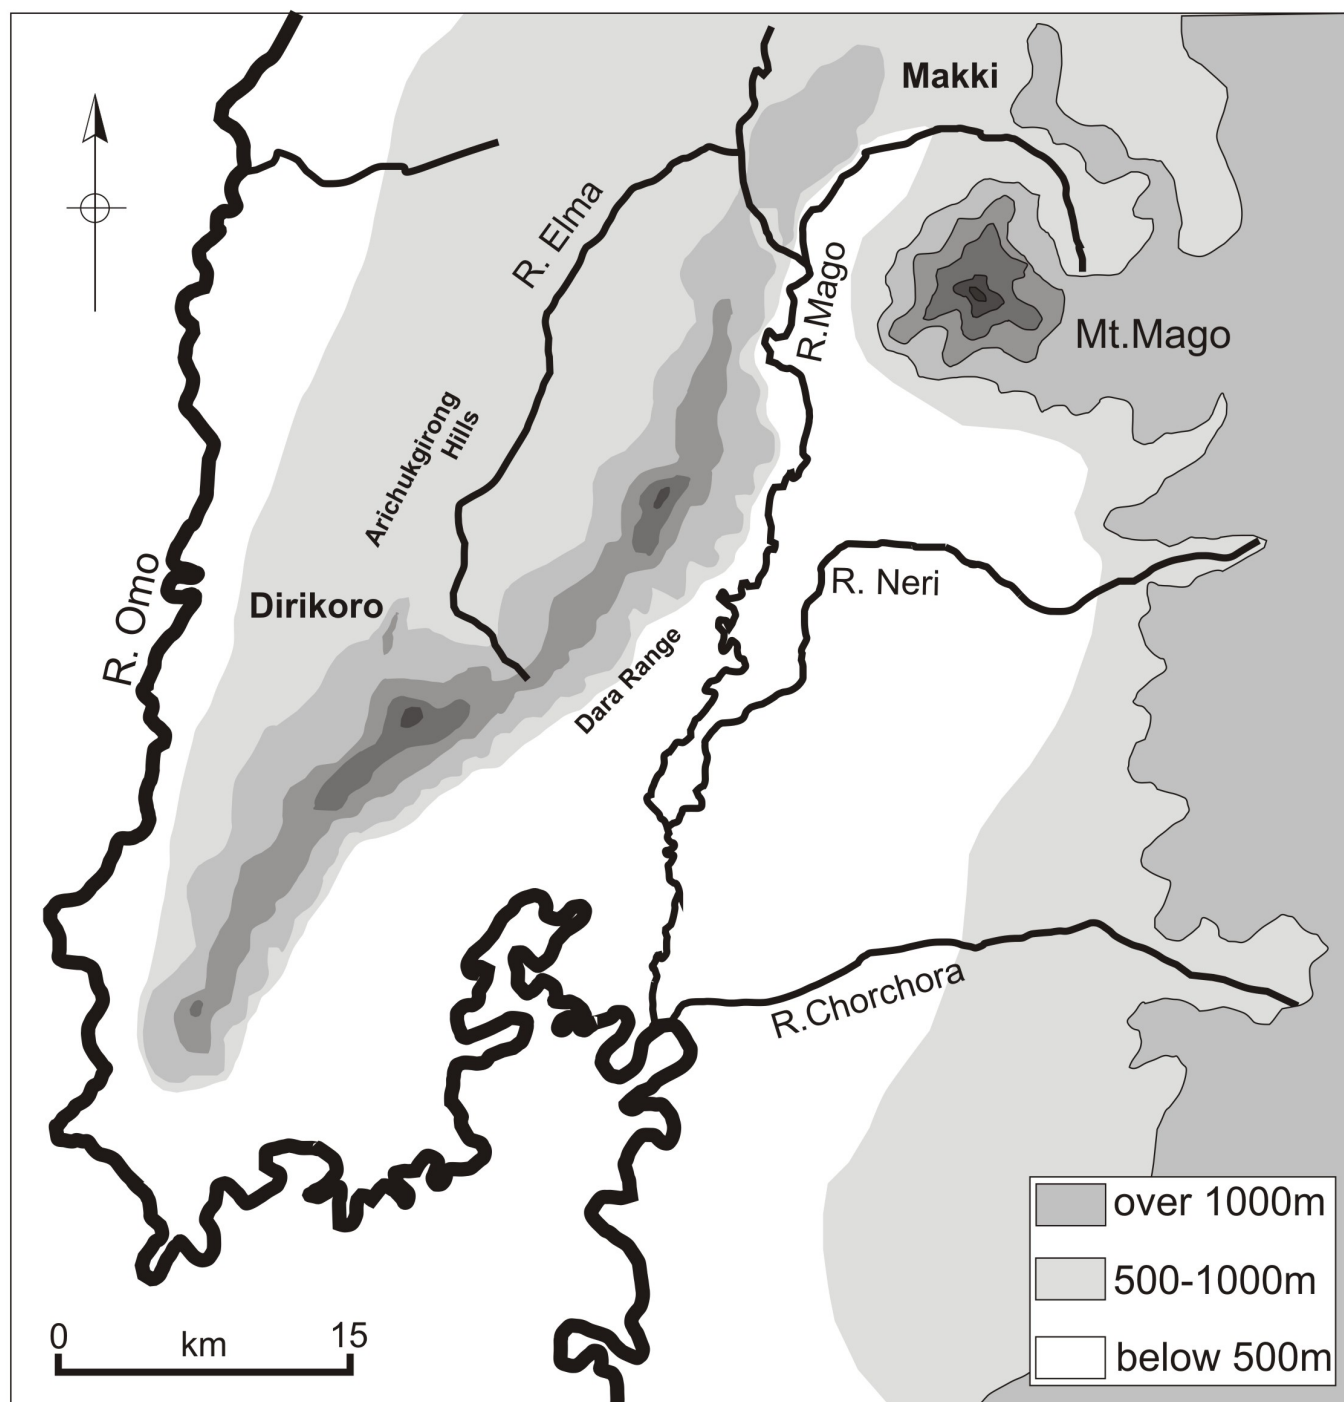 Makki
R. Elma
R.Mago
Mt.Mago
Arichukgirong
Hills
R. Omo
Dirikoro
R. Neri
Dara Range
R.Chorchora
over 1000m
500-1000m
below 500m
0 km 15